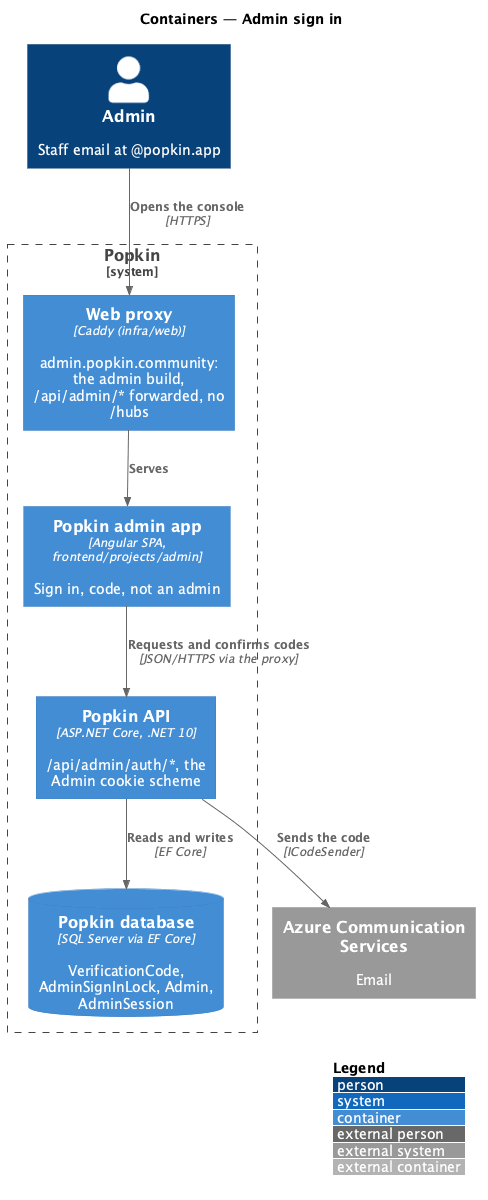 Containers — Admin sign in
Admin
Staff email at @popkin.app
Opens the console
[HTTPS]
Popkin
[system]
Web proxy
[Caddy (infra/web)]
admin.popkin.community:
the admin build,
/api/admin/* forwarded, no
/hubs
Serves
Popkin admin app
[Angular SPA,
frontend/projects/admin]
Sign in, code, not an admin
Requests and confirms codes
[JSON/HTTPS via the proxy]
Popkin API
[ASP.NET Core, .NET 10]
/api/admin/auth/*, the
Admin cookie scheme
Reads and writes
[EF Core]
Sends the code
[ICodeSender]
Popkin database
[SQL Server via EF Core]
VerificationCode,
AdminSignInLock, Admin,
AdminSession
Azure Communication
Services
Email
Legend
person
system
container
external person
external system
external container